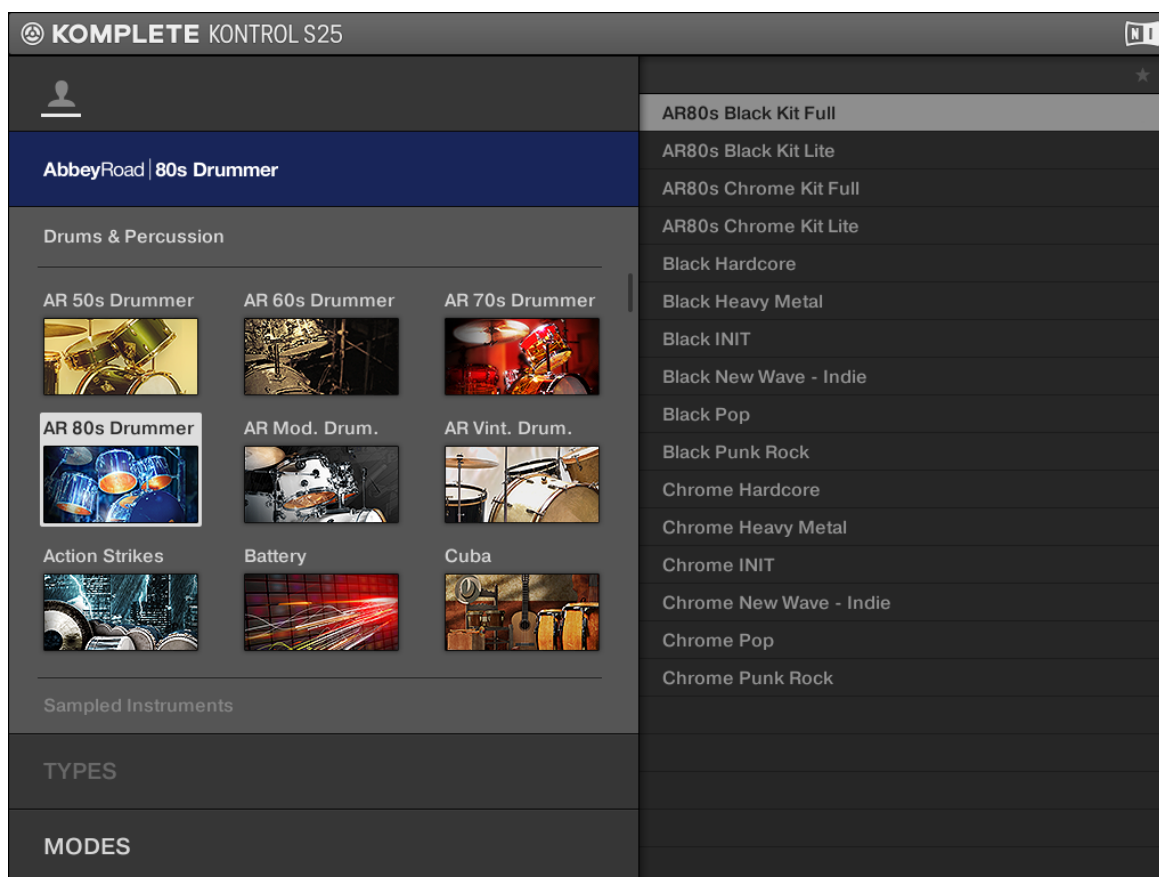 KOMPLETE KONTROL S25
NI
AbbeyRoad | 80s Drummer
Drums & Percussion
AR 50s Drummer
AR 60s Drummer
AR 70s Drummer
AR 80s Drummer
AR Mod. Drum.
AR Vint. Drum.
Action Strikes
Battery
Cuba
Sampled Instruments
TYPES
MODES
AR80s Black Kit Full
AR80s Black Kit Lite
AR80s Chrome Kit Full
AR80s Chrome Kit Lite
Black Hardcore
Black Heavy Metal
Black INIT
Black New Wave - Indie
Black Pop
Black Punk Rock
Chrome Hardcore
Chrome Heavy Metal
Chrome INIT
Chrome New Wave - Indie
Chrome Pop
Chrome Punk Rock